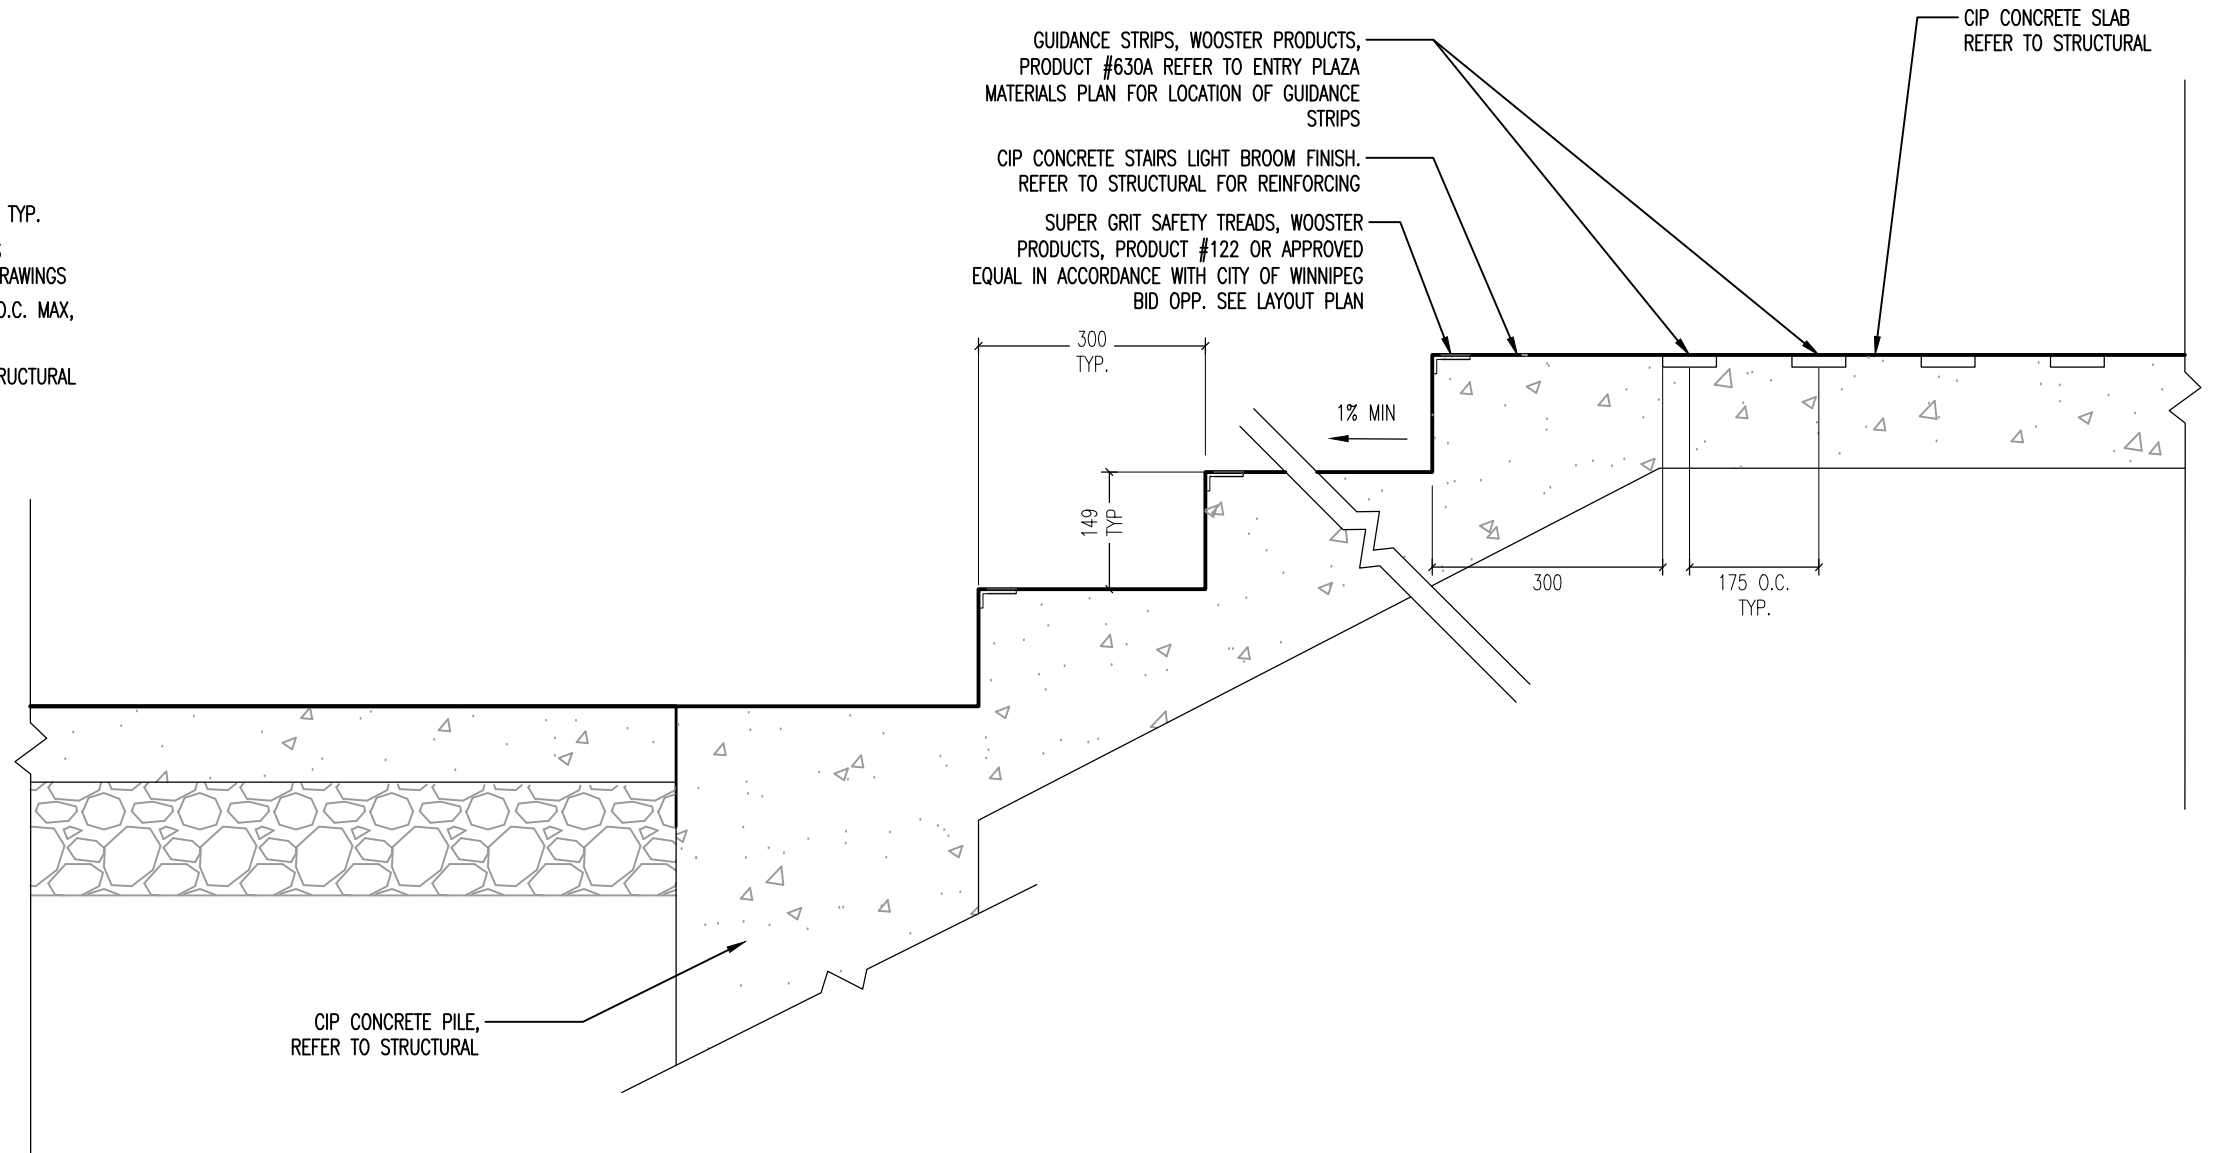 GUIDANCE STRIPS, WOOSTER PRODUCTS,
PRODUCT #630A REFER TO ENTRY PLAZA
MATERIALS PLAN FOR LOCATION OF GUIDANCE
STRIPS
CIP CONCRETE SLAB
REFER TO STRUCTURAL
CIP CONCRETE STAIRS LIGHT BROOM FINISH.
REFER TO STRUCTURAL FOR REINFORCING
SUPER GRIT SAFETY TREADS, WOOSTER
PRODUCTS, PRODUCT #122 OR APPROVED
EQUAL IN ACCORDANCE WITH CITY OF WINNIPEG
BID OPP. SEE LAYOUT PLAN
TYP.
RAWINGS
O.C. MAX,
RUCTURAL
300
TYP.
1% MIN
149
TYP
300
175 O.C.
TYP.
CIP CONCRETE PILE,
REFER TO STRUCTURAL